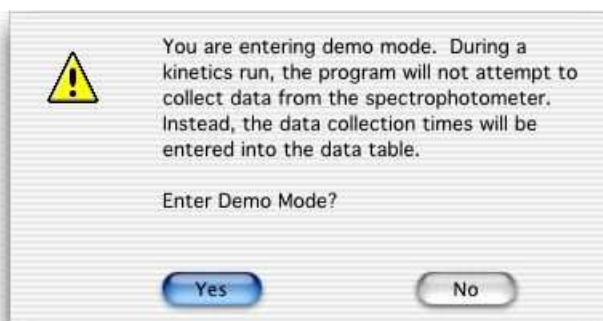 You are entering demo mode.  During a
kinetics run, the program will not attempt to
collect data from the spectrophotometer.
Instead, the data collection times will be
entered into the data table.
Enter Demo Mode?
Yes
No